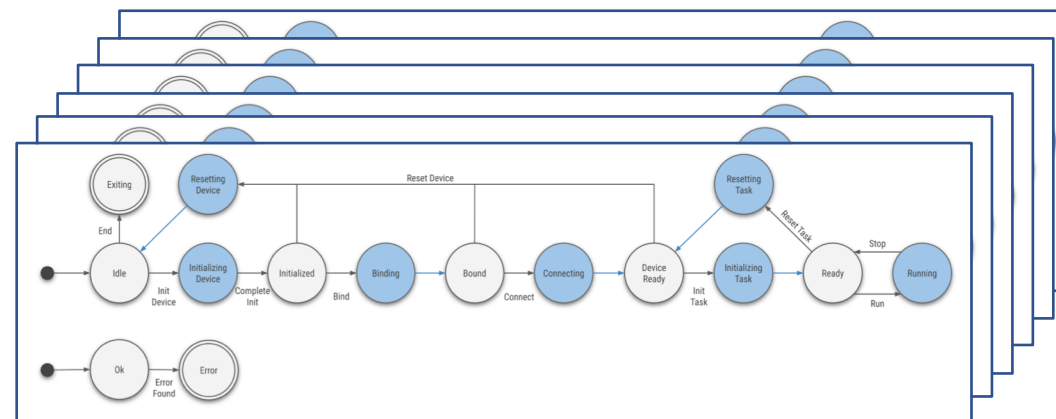 Exiting
Resetting
Device
Reset Device
Resetting
Task
End
Reset Task
Stop
Idle
Initializing
Device
Initialized
Binding
Bound
Connecting
Device
Ready
Initializing
Task
Ready
Running
Init
Device
Complete
Init
Bind
Connect
Init
Task
Run
Ok
Error
Error
Found